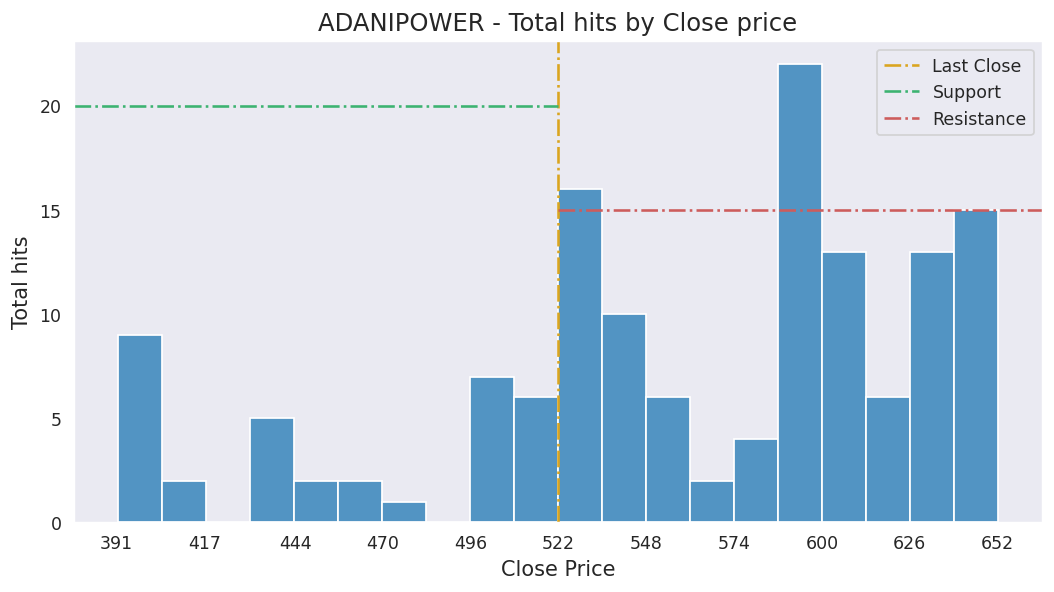 ADANIPOWER - Total hits by Close price
Last Close
Support
Resistance
Total hits
20
15
10
5
0
391 417 444 470 496 522 548 574 600 626 652
Close Price